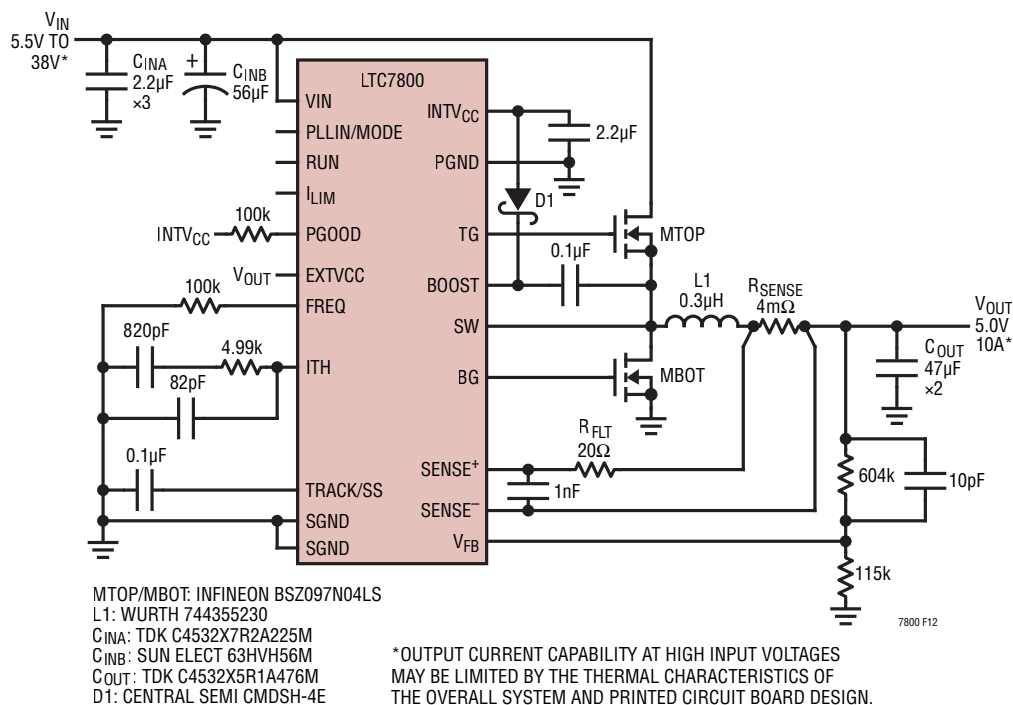 VIN
5.5V TO
38V*
CINA
2.2µF
×3
+
CINB
56µF
LTC7800
VIN
PLLIN/MODE
RUN
ILIM
INTVCC
100k
PGOOD
VOUT
EXTVCC
100k
FREQ
820pF
4.99k
ITH
82pF
0.1µF
TRACK/SS
SGND
SGND
INTVCC
2.2µF
PGND
D1
TG
MTOP
0.1µF
BOOST
L1
0.3µH
RSENSE
4mΩ
SW
VOUT
5.0V
10A*
COUT
47µF
×2
BG
MBOT
RFLT
20Ω
SENSE+
1nF
SENSE–
604k
10pF
VFB
115k
7800 F12
MTOP/MBOT: INFINEON BSZ097N04LS
L1: WURTH 744355230
CINA: TDK C4532X7R2A225M
CINB: SUN ELECT 63HVH56M
COUT: TDK C4532X5R1A476M
D1: CENTRAL SEMI CMDSH-4E
*OUTPUT CURRENT CAPABILITY AT HIGH INPUT VOLTAGES
MAY BE LIMITED BY THE THERMAL CHARACTERISTICS OF
THE OVERALL SYSTEM AND PRINTED CIRCUIT BOARD DESIGN.